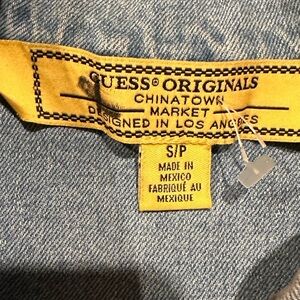 GUESS® ORIGINALS
CHINATOWN
MARKET
DESIGNED IN LOS ANGELES
S/P
MADE IN
MEXICO
FABRIQUÉ AU
MEXIQUE